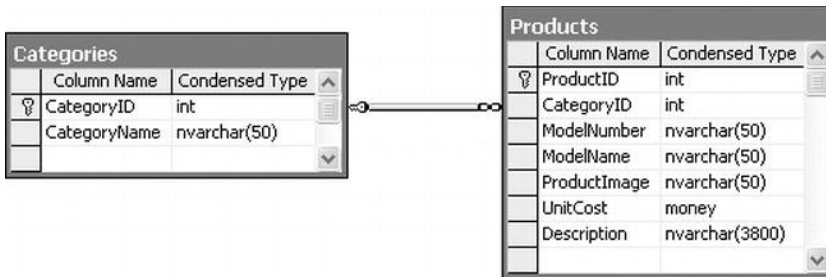 Categories
Column Name Condensed Type
CategoryID int
CategoryName nvarchar(50)
Products
Column Name Condensed Type
ProductID int
CategoryID int
ModelNumber nvarchar(50)
ModelName nvarchar(50)
ProductImage nvarchar(50)
UnitCost money
Description nvarchar(3800)